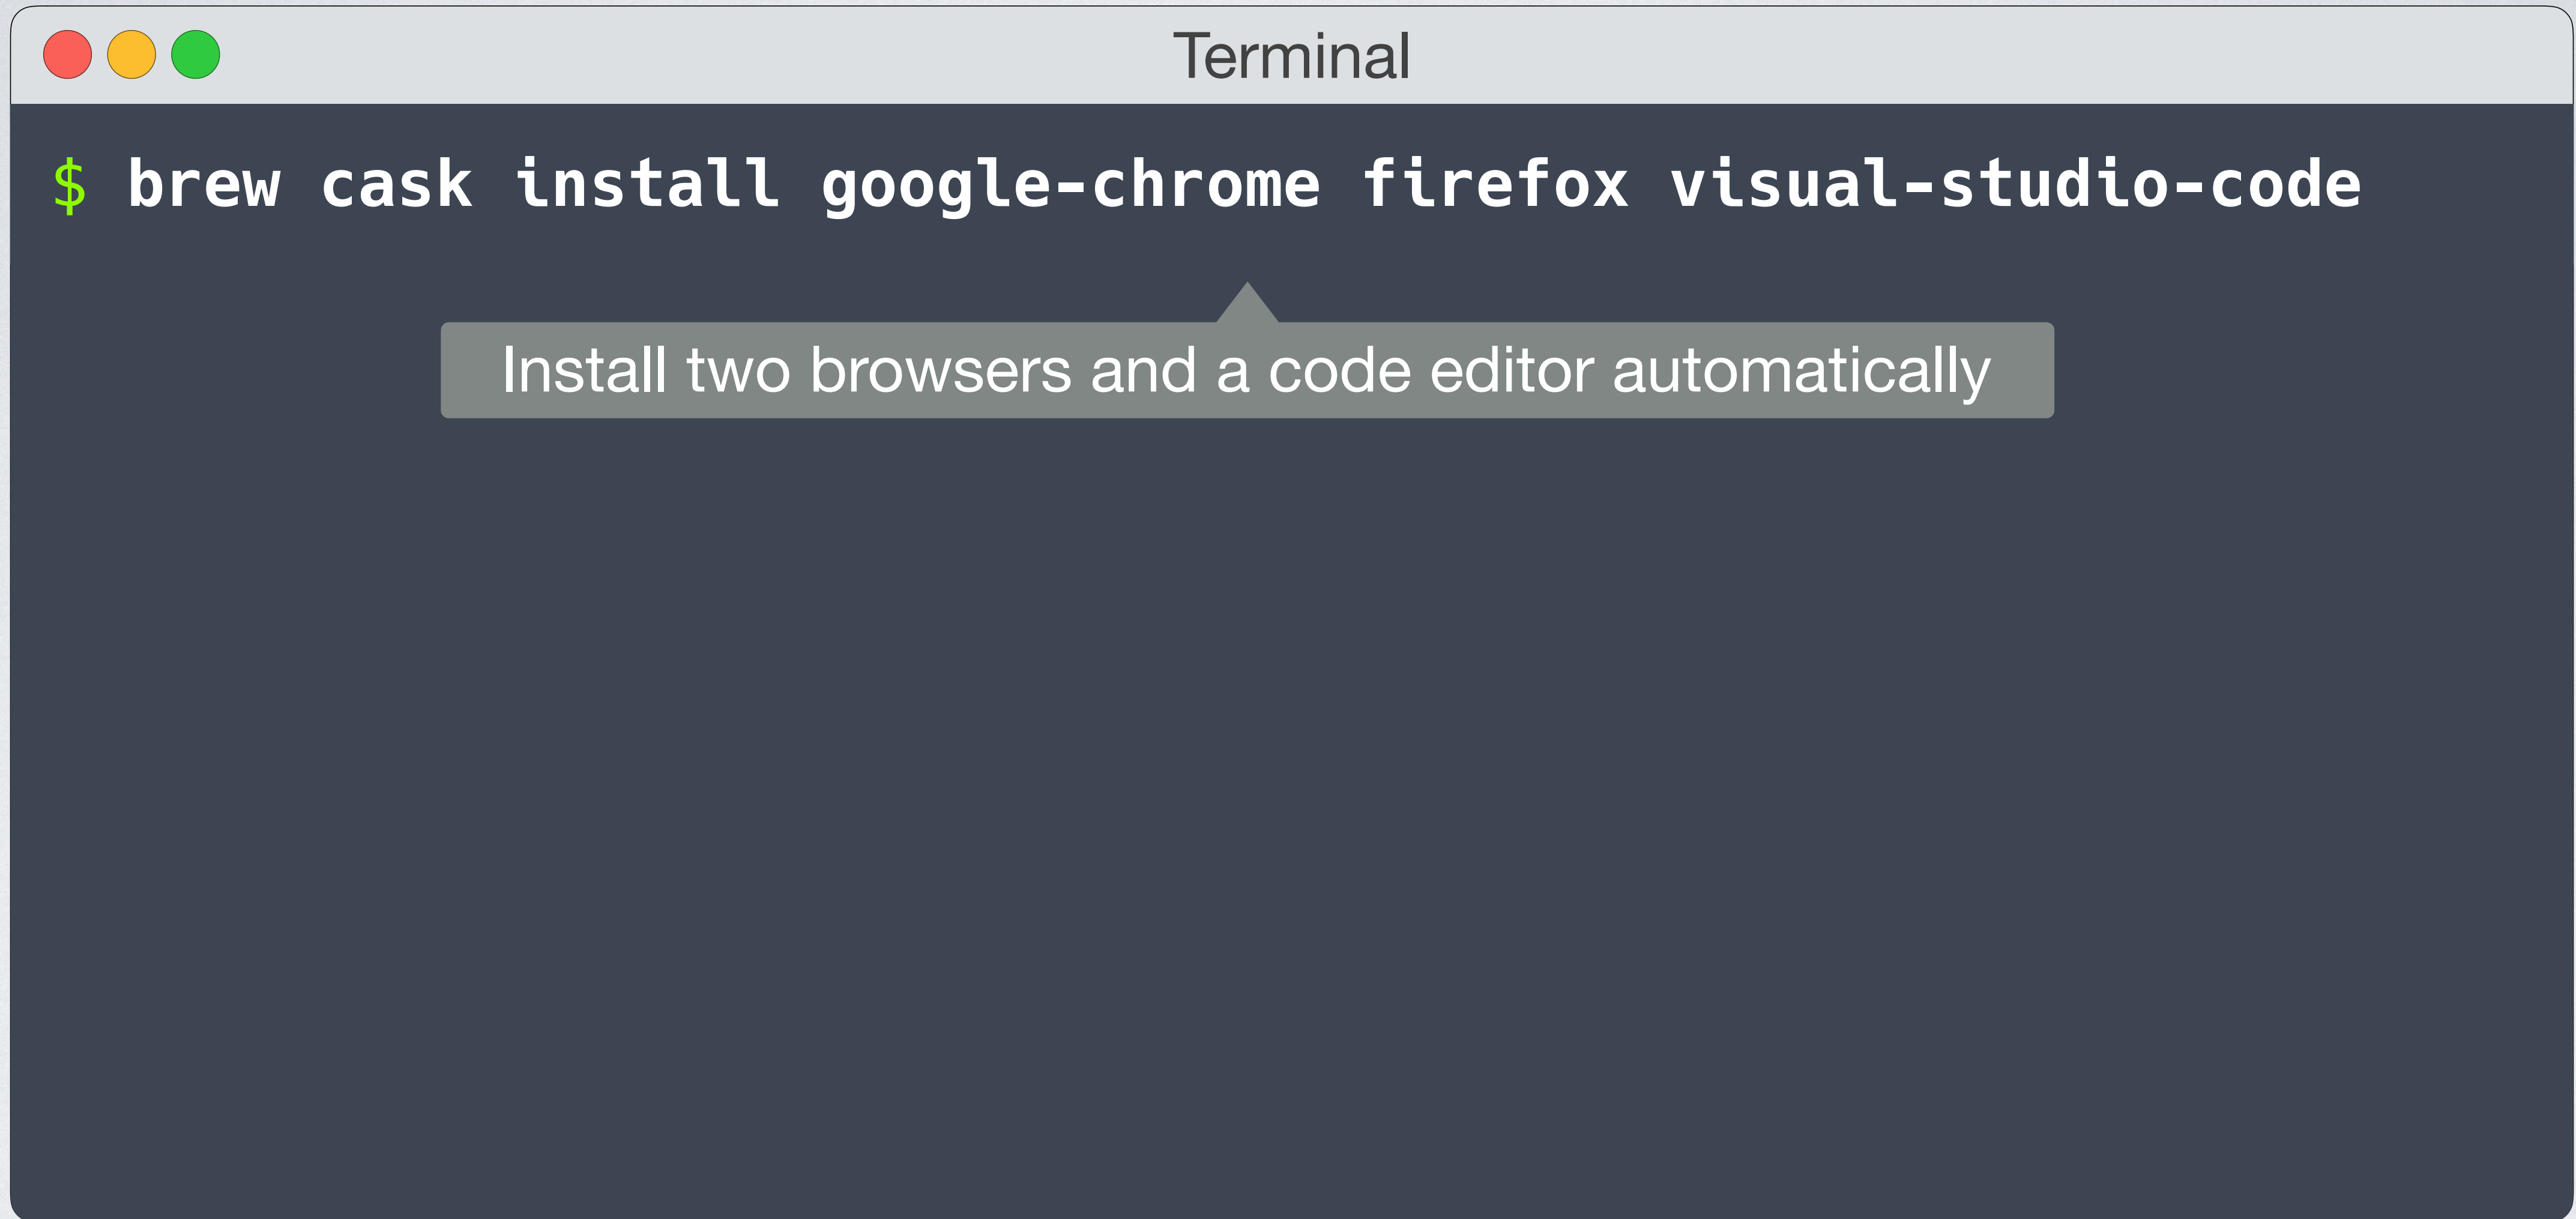 Terminal
$ brew cask install google-chrome firefox visual-studio-code
Install two browsers and a code editor automatically